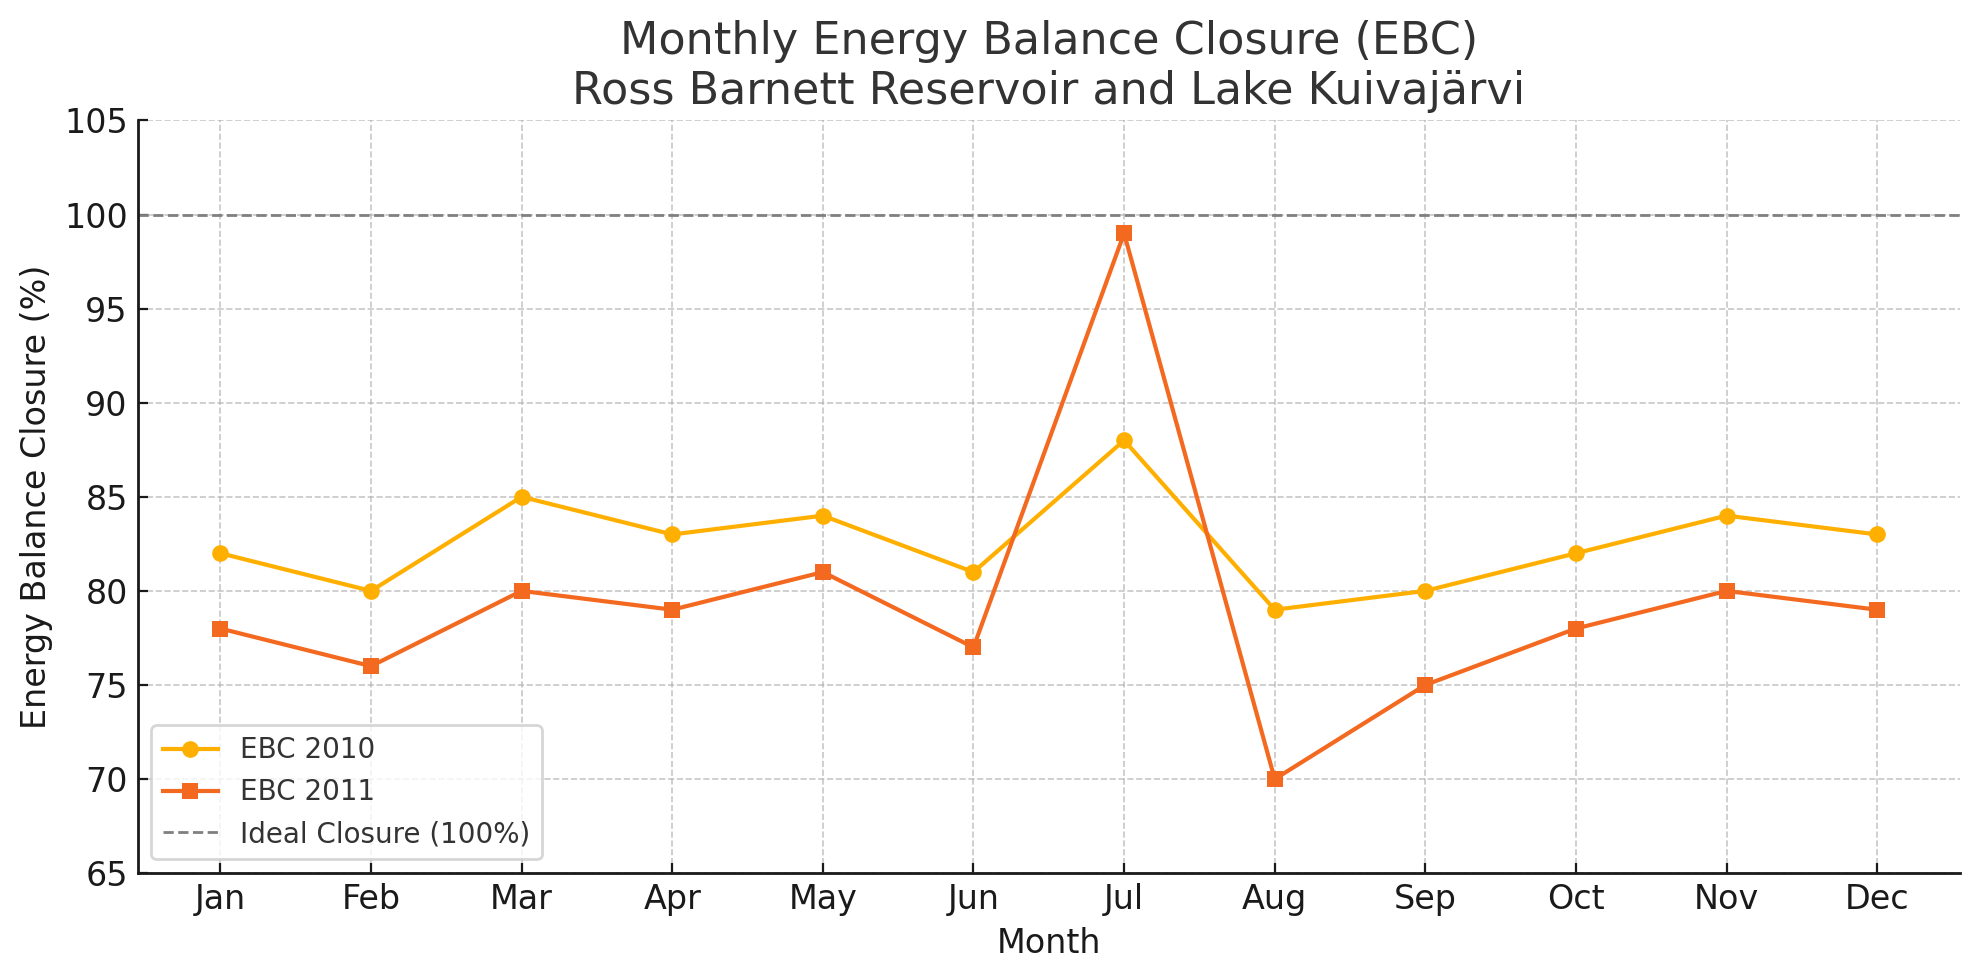 Monthly Energy Balance Closure (EBC)
Ross Barnett Reservoir and Lake Kuivajärvi
Energy Balance Closure (%)
105
100
95
90
85
80
75
70
65
EBC 2010
EBC 2011
Ideal Closure (100%)
Jan Feb Mar Apr May Jun Jul Aug Sep Oct Nov Dec
Month